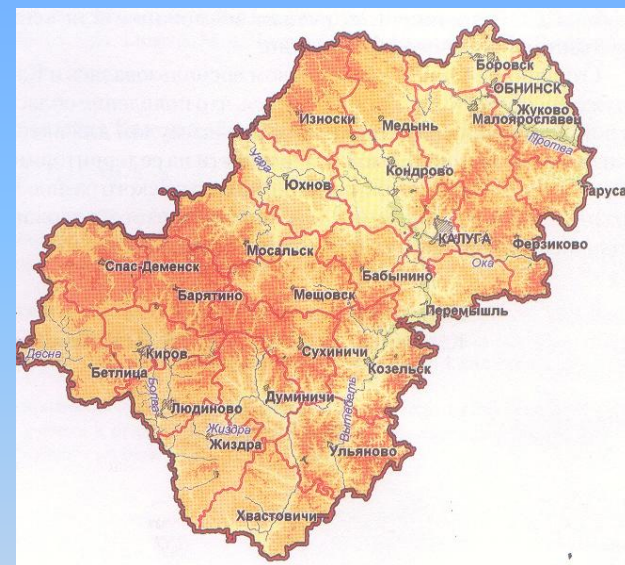 Боровск
ОБНИНСК
Жуково
Малоярославец
Износки
Медынь
Протва
Угра
Кондрово
Юхнов
Таруса
КАЛУГА
Ферзиково
Мосальск
Ока
Спас-Деменск
Бабынино
Барятино
Мещовск
Перемышль
Десна
Киров
Сухиничи
Бетлица
Козельск
Болва
Думиничи
Людиново
Вытебеть
Жиздра
Жиздра
Ульяново
Хвастовичи